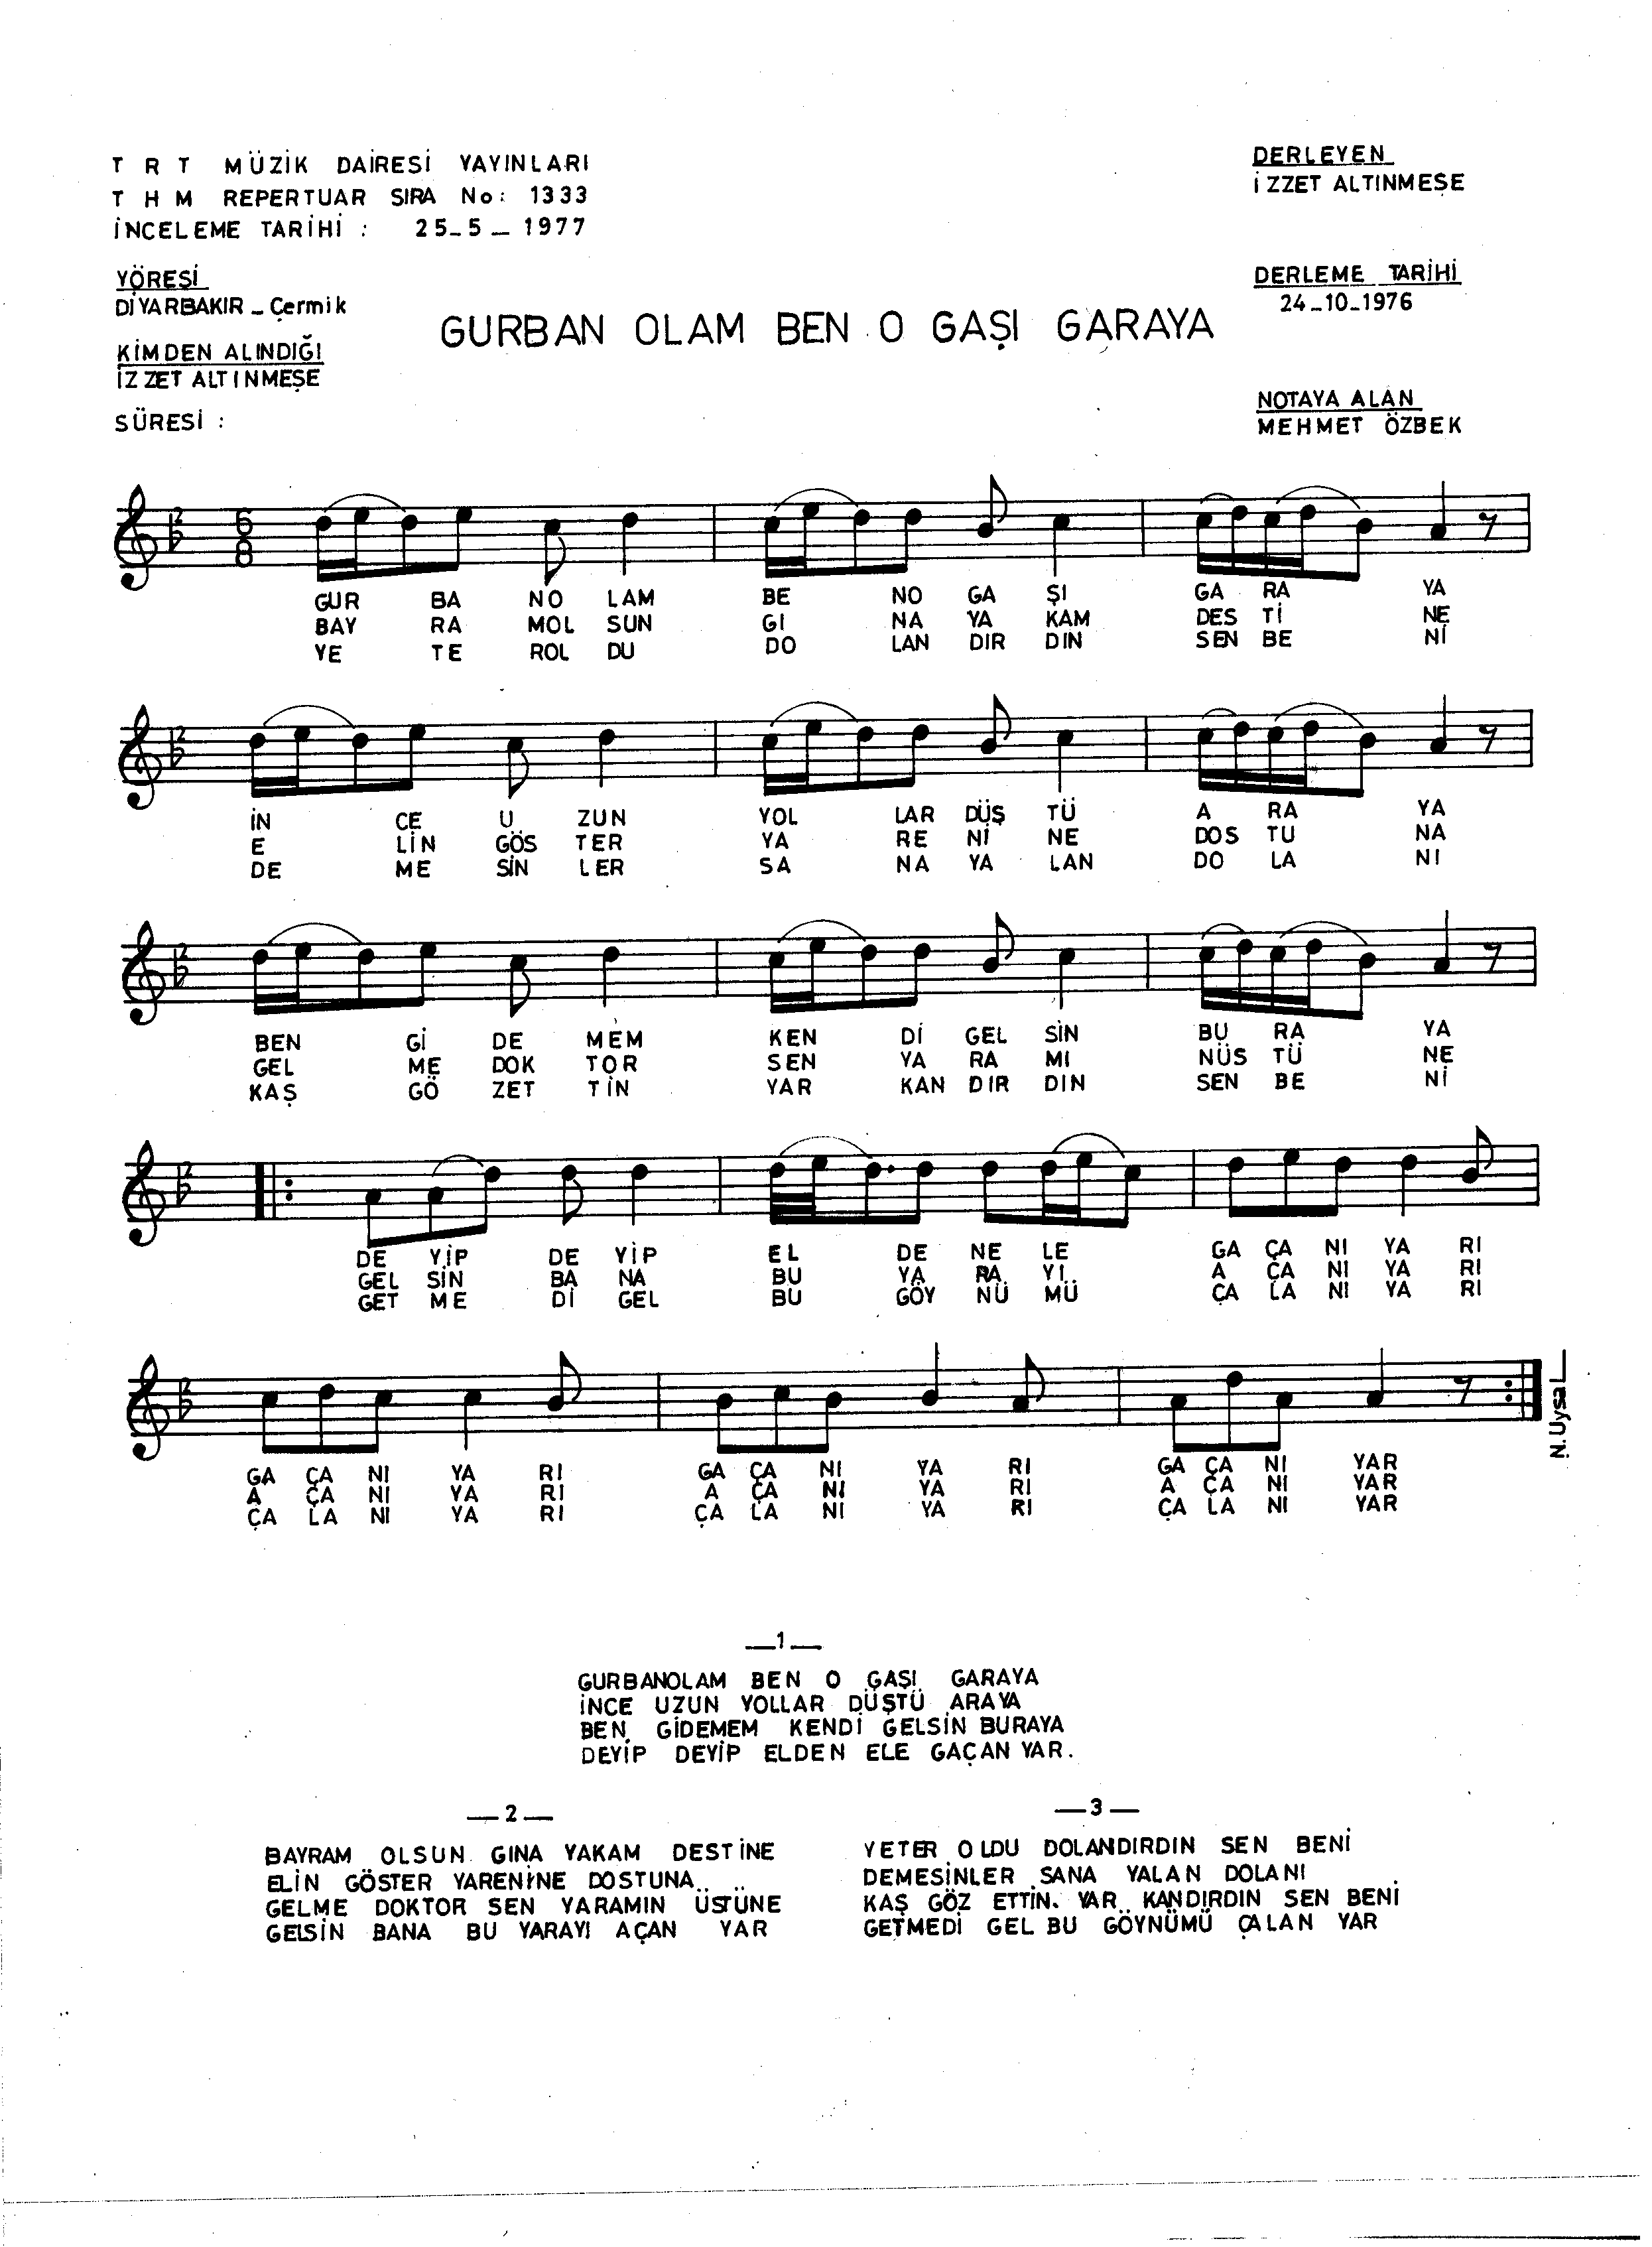 T R T MÜZİK DAİRESİ YAYINLARI
T H M REPERTUAR SIRA No: 1333
İNCELEME TARİHİ : 25_5_1977
DERLEYEN
İZZET ALTINMEŞE
YÖRESİ
DİYARBAKIR _ Çermik
DERLEME TARİHİ
24_10_1976
GURBAN OLAM BEN O GAŞI GARAYA
KİMDEN ALINDIĞI
İZZET ALTINMEŞE
SÜRESİ :
NOTAYA ALAN
MEHMET ÖZBEK
6
8
GUR BA NO LAM BE NO GA ŞI GA RA YA
BAY RA MOL SUN GI NA YA KAM DES Tİ NE
YE TE ROL DU DO LAN DIR DIN SEN BE Nİ
İN CE U ZUN YOL LAR DÜŞ TÜ A RA YA
E LİN GÖS TER YA RE Nİ NE DOS TU NA
DE ME SİN LER SA NA YA LAN DO LA NI
BEN Gİ DE MEM KEN Dİ GEL SİN BU RA YA
GEL ME DOK TOR SEN YA RA MI NÜS TÜ NE
KAŞ GÖ ZET TİN YAR KAN DIR DIN SEN BE Nİ
DE YİP DE YİP EL DE NE LE GA ÇA NI YA RI
GEL SİN BA NA BU YA RA YI A ÇA NI YA RI
GET ME Dİ GEL BU GÖY NÜ MÜ ÇA LA NI YA RI
GA ÇA NI YA RI GA ÇA NI YA RI GA ÇA NI YAR
A ÇA NI YA RI A ÇA NI YA RI A ÇA NI YAR
ÇA LA NI YA RI ÇA LA NI YA RI ÇA LA NI YAR
N.Uysal
_1_
GURBANOLAM BEN O GAŞI GARAYA
İNCE UZUN YOLLAR DÜŞTÜ ARAYA
BEN GİDEMEM KENDİ GELSİN BURAYA
DEYİP DEYİP ELDEN ELE GAÇAN YAR.
_2_
BAYRAM OLSUN GINA YAKAM DESTİNE
ELİN GÖSTER YARENİNE DOSTUNA
GELME DOKTOR SEN YARAMIN ÜSTÜNE
GELSİN BANA BU YARAYI AÇAN YAR
_3_
YETER OLDU DOLANDIRDIN SEN BENİ
DEMESİNLER SANA YALAN DOLANI
KAŞ GÖZ ETTİN. YAR KANDIRDIN SEN BENİ
GETMEDİ GEL BU GÖYNÜMÜ ÇALAN YAR